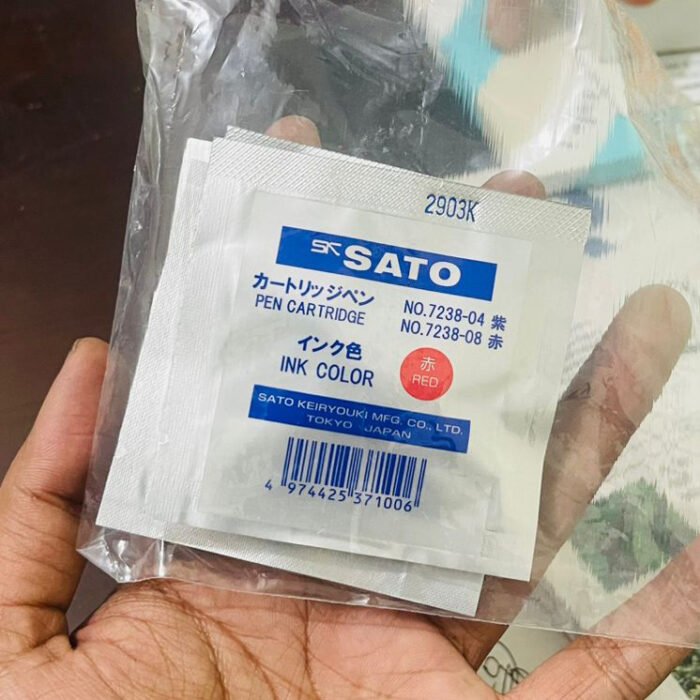 2903K
SK SATO
カートリッジペン
PEN CARTRIDGE
NO.7238-04 紫
NO.7238-08 赤
インク色
INK COLOR
赤
RED
SATO KEIRYOUKI MFG. CO., LTD.
TOKYO JAPAN
4 974425 371006